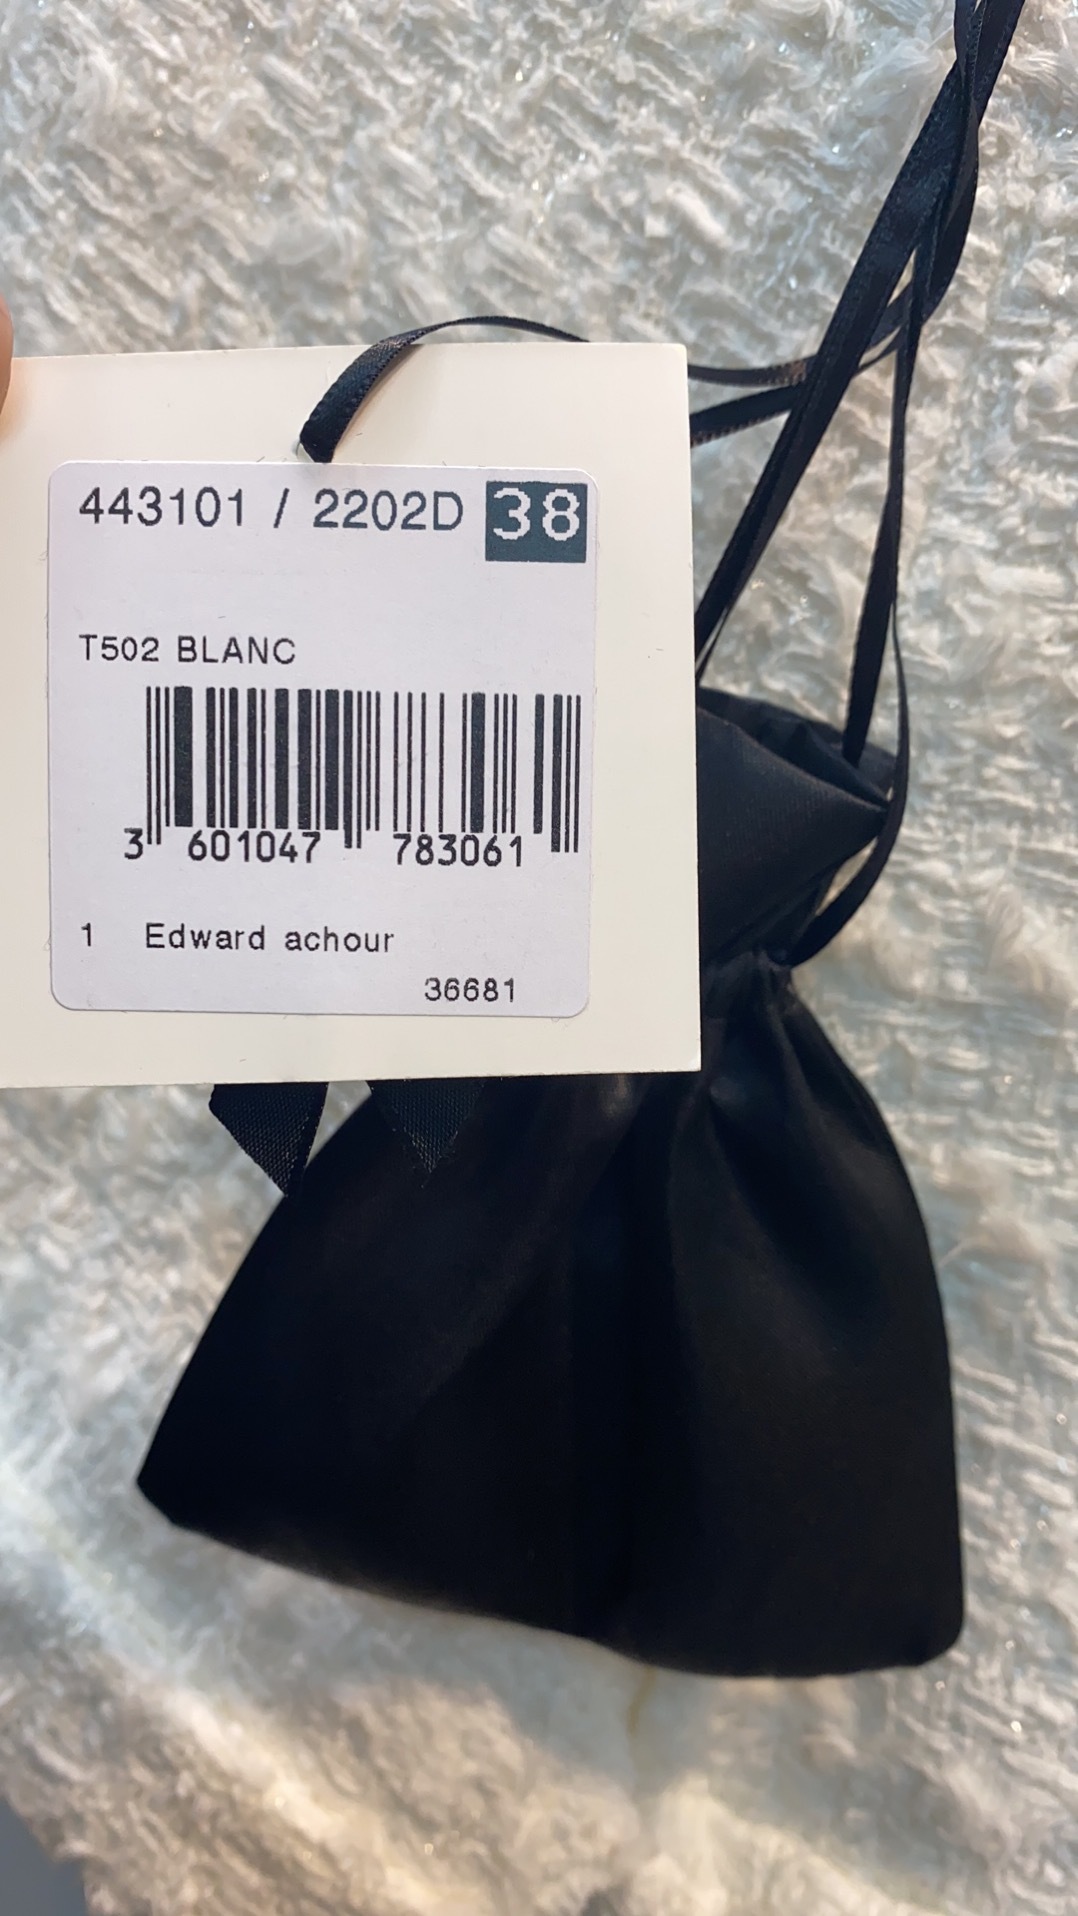 443101 / 2202D 38
T502 BLANC
3 601047 783061
1 Edward achour
36681